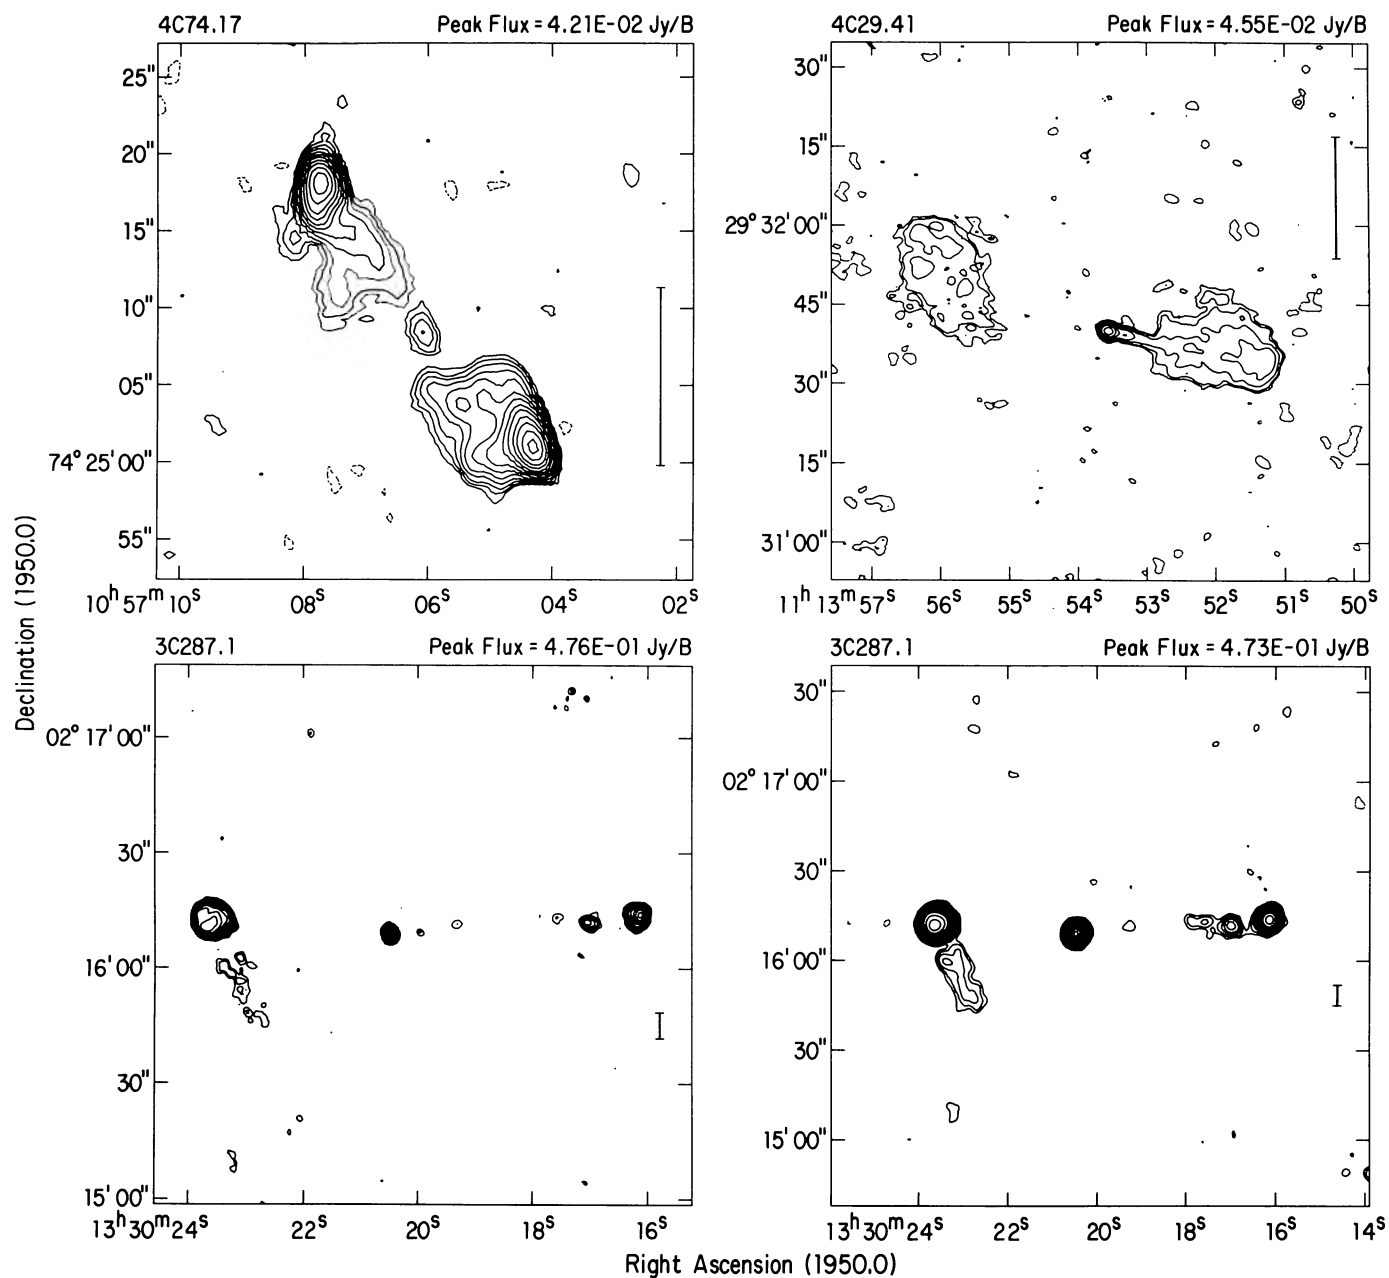 4C74.17 Peak Flux = 4.21E-02 Jy/B
25"
20"
15"
10"
05"
74° 25' 00"
55"
10ʰ 57ᵐ 10ˢ 08ˢ 06ˢ 04ˢ 02ˢ
4C29.41 Peak Flux = 4.55E-02 Jy/B
30"
15"
29° 32' 00"
45"
30"
15"
31' 00"
11ʰ 13ᵐ 57ˢ 56ˢ 55ˢ 54ˢ 53ˢ 52ˢ 51ˢ 50ˢ
Declination (1950.0)
3C287.1 Peak Flux = 4.76E-01 Jy/B
02° 17' 00"
30"
16' 00"
30"
15' 00"
13ʰ 30ᵐ 24ˢ 22ˢ 20ˢ 18ˢ 16ˢ
3C287.1 Peak Flux = 4.73E-01 Jy/B
30"
02° 17' 00"
30"
16' 00"
30"
15' 00"
13ʰ 30ᵐ 24ˢ 22ˢ 20ˢ 18ˢ 16ˢ 14ˢ
Right Ascension (1950.0)